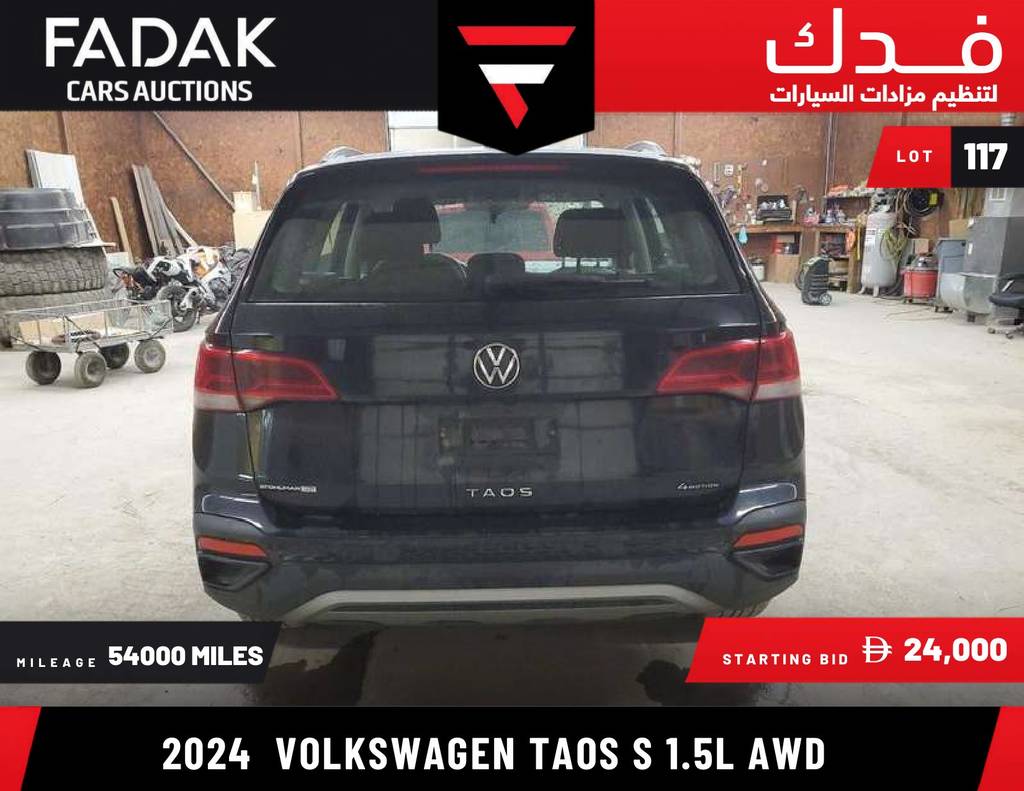 FADAK
CARS AUCTIONS
فدك
لتنظيم مزادات السيارات
LOT 117
TAOS
4MOTION
MILEAGE 54000 MILES
STARTING BID 24,000
2024 VOLKSWAGEN TAOS S 1.5L AWD